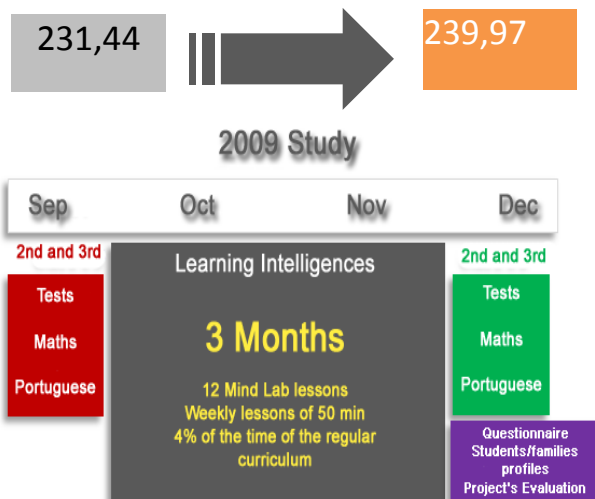 231,44
239,97
2009 Study
Sep Oct Nov Dec
2nd and 3rd
Tests
Maths
Portuguese
Learning Intelligences
3 Months
12 Mind Lab lessons
Weekly lessons of 50 min
4% of the time of the regular
curriculum
2nd and 3rd
Tests
Maths
Portuguese
Questionnaire
Students/families
profiles
Project's Evaluation